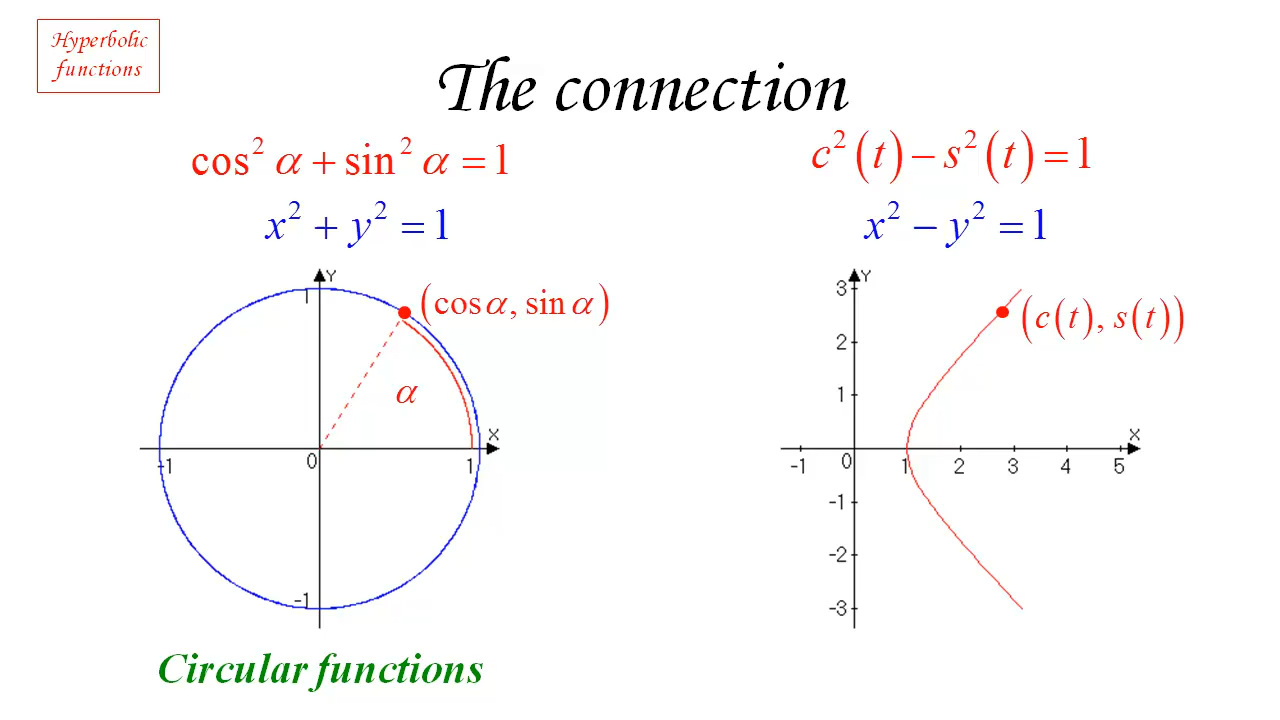 Hyperbolic
functions
The connection
cos² α + sin² α = 1
c²(t) − s²(t) = 1
x² + y² = 1
x² − y² = 1
Y
1
(cos α, sin α)
α
X
-1
0
1
-1
Y
3
(c(t), s(t))
2
1
X
-1
0
1
2
3
4
5
-1
-2
-3
Circular functions